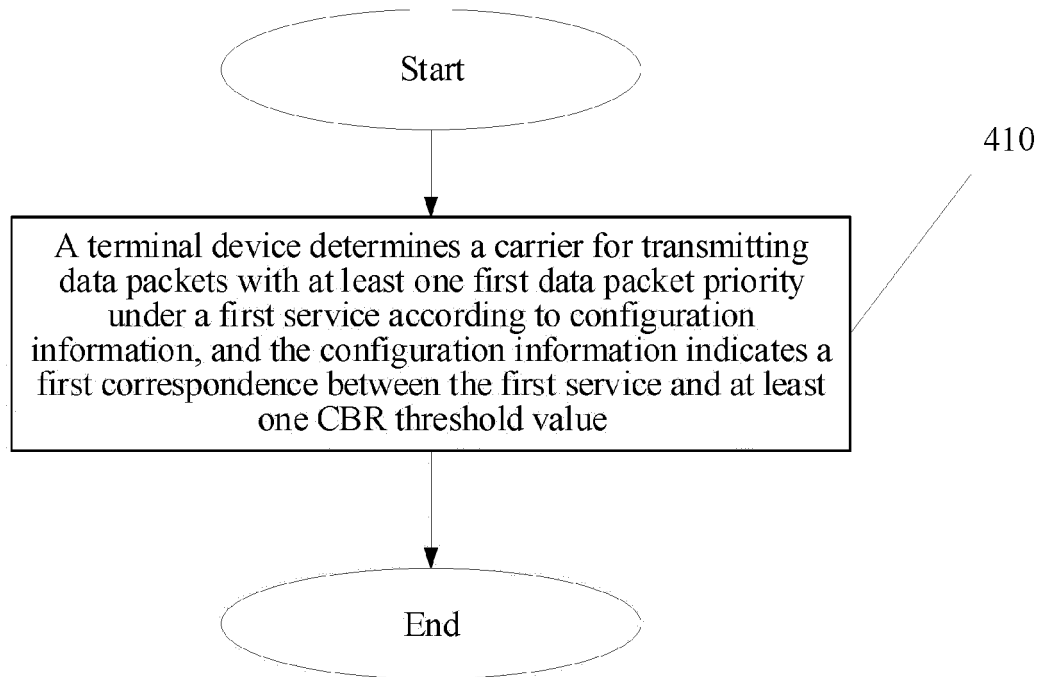 Start
410
A terminal device determines a carrier for transmitting
data packets with at least one first data packet priority
under a first service according to configuration
information, and the configuration information indicates a
first correspondence between the first service and at least
one CBR threshold value
End